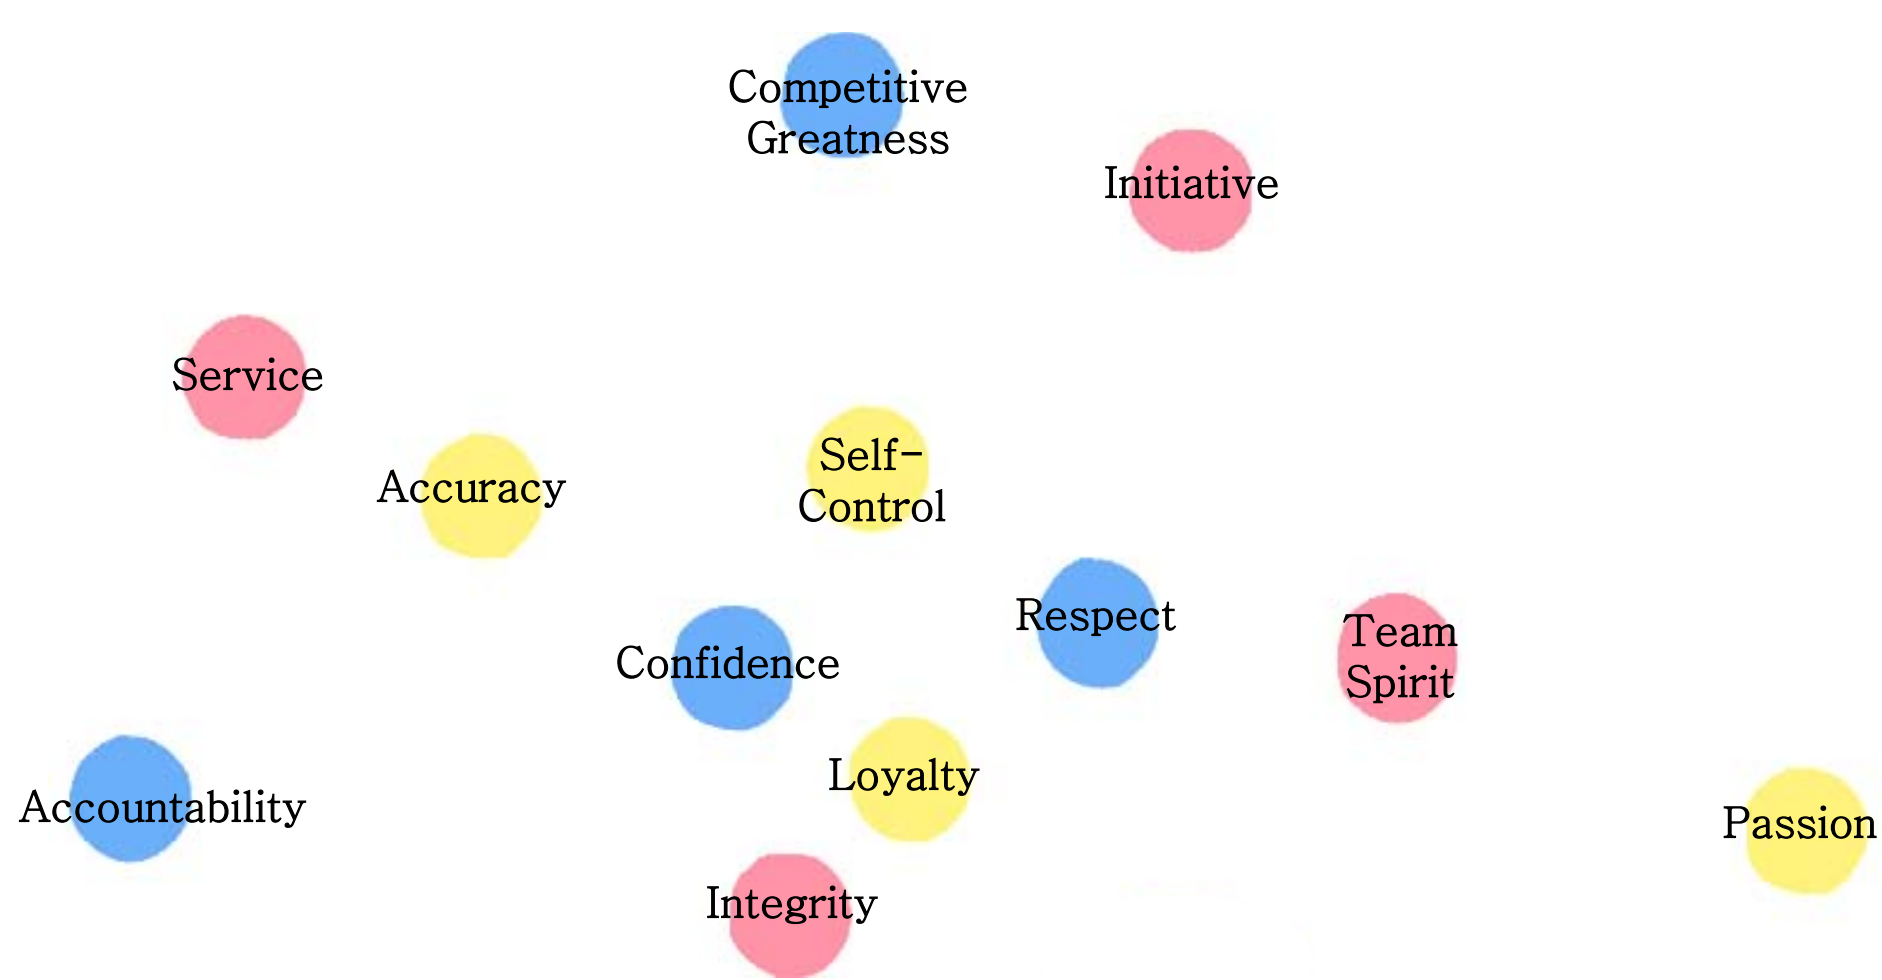 Competitive
Greatness
Initiative
Service
Accuracy
Self-
Control
Respect
Team
Spirit
Confidence
Loyalty
Accountability
Passion
Integrity